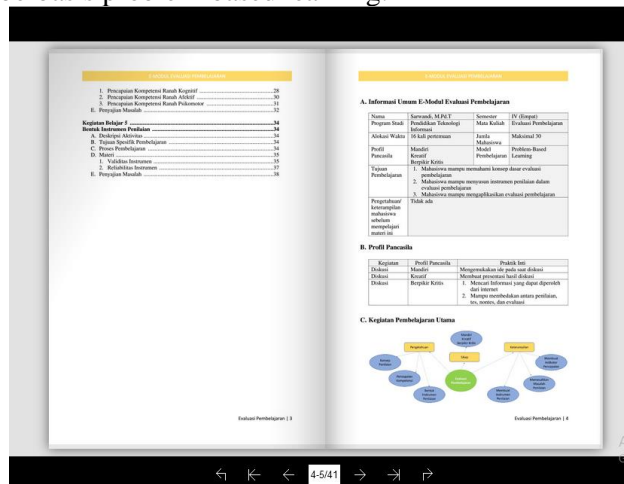 E-MODUL EVALUASI PEMBELAJARAN
1. Pencapaian Kompetensi Ranah Kognitif 28
2. Pencapaian Kompetensi Ranah Afektif 30
3. Pencapaian Kompetensi Ranah Psikomotor 31
E. Penyajian Masalah 32
Kegiatan Belajar 5 34
Bentuk Instrumen Penilaian 34
A. Deskripsi Aktivitas 34
B. Tujuan Spesifik Pembelajaran 34
C. Proses Pembelajaran 34
D. Materi 35
1. Validitas Instrumen 35
2. Reliabilitas Instrumen 37
E. Penyajian Masalah 38
Evaluasi Pembelajaran | 3
E-MODUL EVALUASI PEMBELAJARAN
A. Informasi Umum E-Modul Evaluasi Pembelajaran
Nama Sarwandi, M.Pd.T Semester IV (Empat)
Program Studi Pendidikan Teknologi Informasi Mata Kuliah Evaluasi Pembelajaran
Alokasi Waktu 16 kali pertemuan Jumla Mahasiswa Maksimal 30
Profil Pancasila Mandiri Kreatif Berpikir Kritis Model Pembelajaran Problem-Based Learning
Tujuan Pembelajaran 1. Mahasiswa mampu memahami konsep dasar evaluasi pembelajaran
2. Mahasiswa mampu menyusun instrumen penilaian dalam evaluasi pembelajaran
3. Mahasiswa mampu mengaplikasikan evaluasi pembelajaran
Pengetahuan/ keterampilan mahasiswa sebelum mempelajari materi ini Tidak ada
B. Profil Pancasila
Kegiatan Profil Pancasila Praktik Inti
Diskusi Mandiri Mengemukakan ide pada saat diskusi
Diskusi Kreatif Membuat presentasi hasil diskusi
Diskusi Berpikir Kritis 1. Mencari Informasi yang dapat diperoleh dari internet
2. Mampu membedakan antara penilaian, tes, nontes, dan evaluasi
C. Kegiatan Pembelajaran Utama
Pengetahuan
Sikap
Keterampilan
Evaluasi Pembelajaran | 4
4-5/41